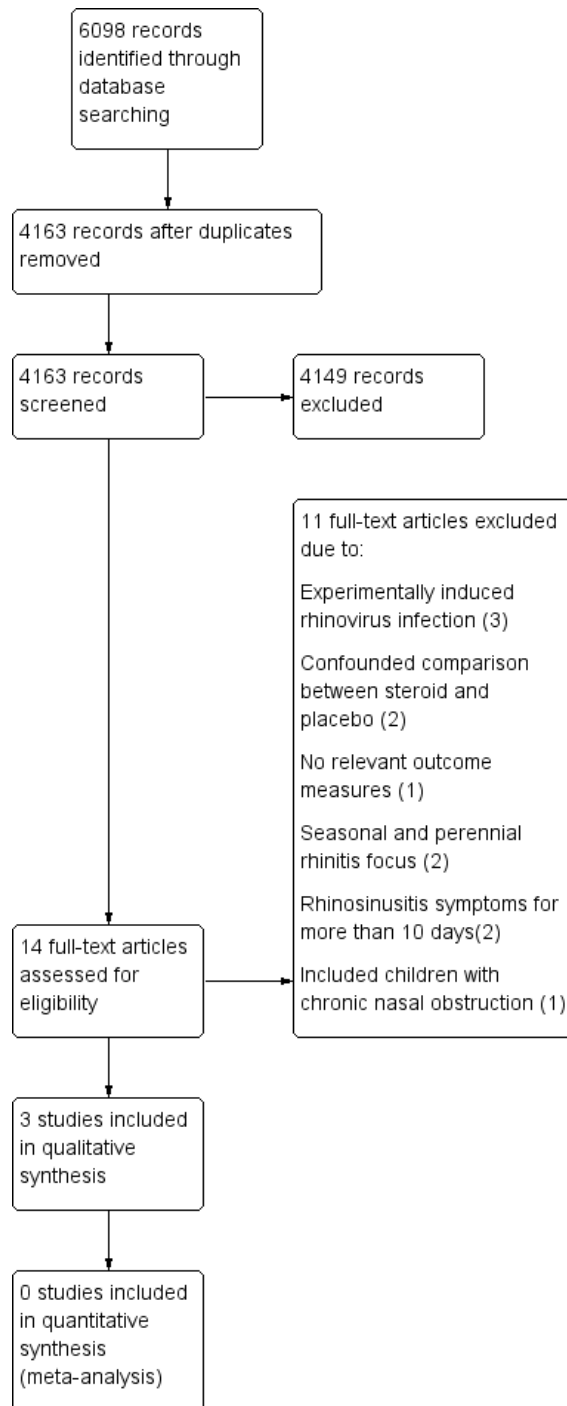 6098 records
identified through
database
searching
4163 records after duplicates
removed
4163 records
screened
4149 records
excluded
11 full-text articles excluded
due to:
Experimentally induced
rhinovirus infection (3)
Confounded comparison
between steroid and
placebo (2)
No relevant outcome
measures (1)
Seasonal and perennial
rhinitis focus (2)
Rhinosinusitis symptoms for
more than 10 days(2)
Included children with
chronic nasal obstruction (1)
14 full-text articles
assessed for
eligibility
3 studies included
in qualitative
synthesis
0 studies included
in quantitative
synthesis
(meta-analysis)